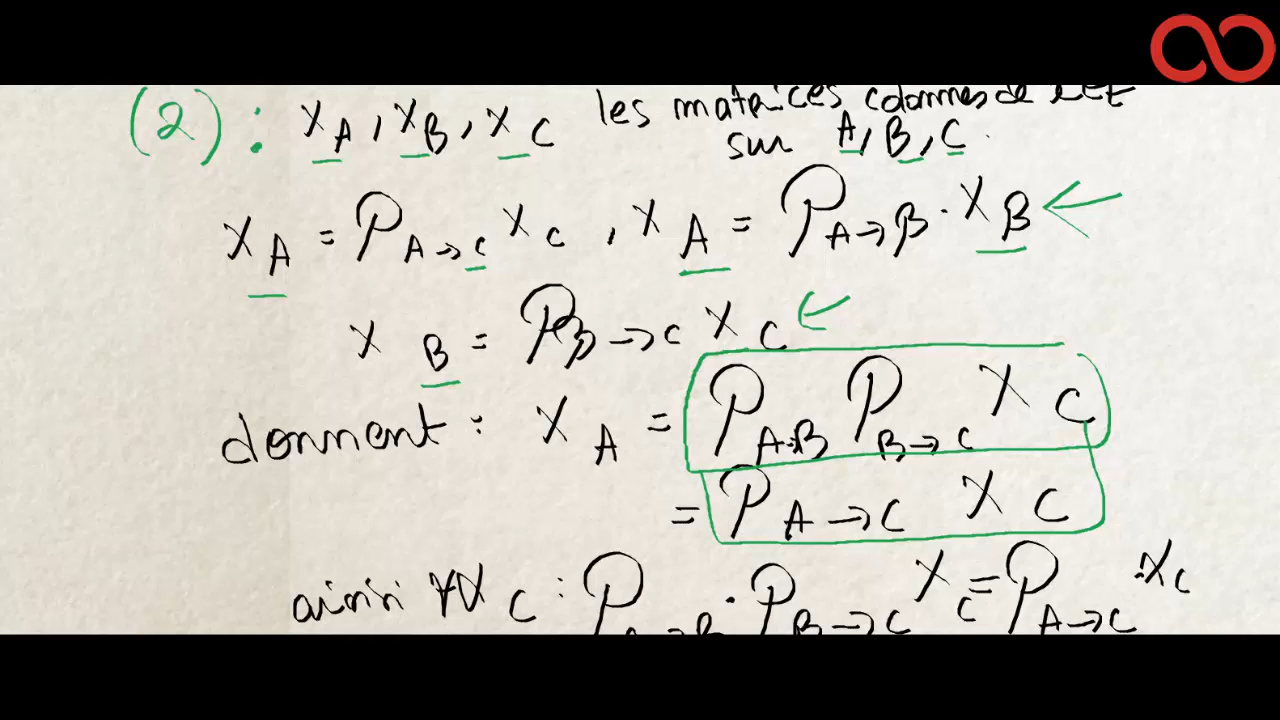 (2) : X_A, X_B, X_C les matrices colonnes de x ∈ E
sur A, B, C.
X_A = P_{A→C} X_C, X_A = P_{A→B} · X_B ←
X_B = P_{B→C} X_C ←
donnent : X_A = P_{A→B} P_{B→C} X_C
= P_{A→C} X_C
ainsi ∀X_C : P_{A→B} · P_{B→C} X_C = P_{A→C} · X_C